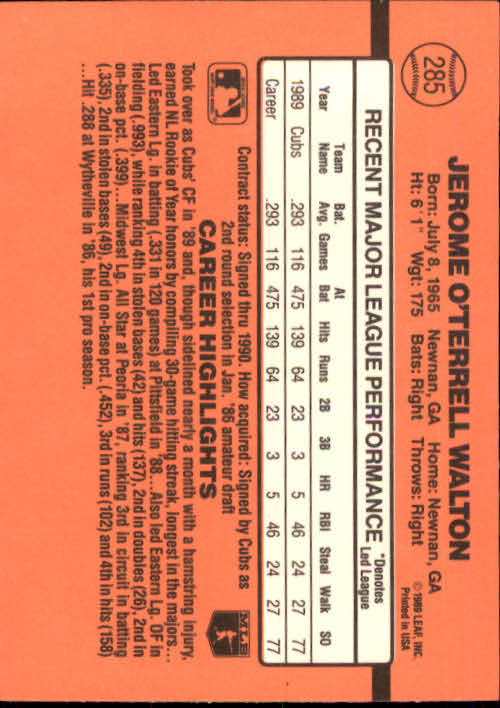 285
JEROME O'TERRELL WALTON
Born: July 8, 1965 Newnan, GA Home: Newnan, GA
Ht: 6'1" Wgt: 175 Bats: Right Throws: Right
© 1989 LEAF, INC.
Printed in USA
RECENT MAJOR LEAGUE PERFORMANCE *Denotes Led League
Year Team Name Bat. Avg. Games At Bat Hits Runs 2B 3B HR RBI Steal Walk SO
1989 Cubs .293 116 475 139 64 23 3 5 46 24 27 77
Career .293 116 475 139 64 23 3 5 46 24 27 77
Contract status: Signed thru 1990. How acquired: Signed by Cubs as
2nd round selection in Jan. '86 amateur draft
CAREER HIGHLIGHTS
MLB
Took over as Cubs' CF in '89 and, though sidelined nearly a month with a hamstring injury,
earned NL Rookie of Year honors by compiling 30-game hitting streak, longest in the majors...
Led Eastern Lg. in batting (.331 in 120 games) at Pittsfield in '88...Also led Eastern Lg. OF in
fielding (.993), while ranking 4th in stolen bases (42) and hits (137), 2nd in doubles (26), 2nd in
on-base pct. (.399)...Midwest Lg. All Star at Peoria in '87, ranking 3rd in circuit in batting
(.335), 2nd in stolen bases (49), 2nd in on-base pct. (.452), 3rd in runs (102) and 4th in hits (158)
...Hit .288 at Wytheville in '86, his 1st pro season.